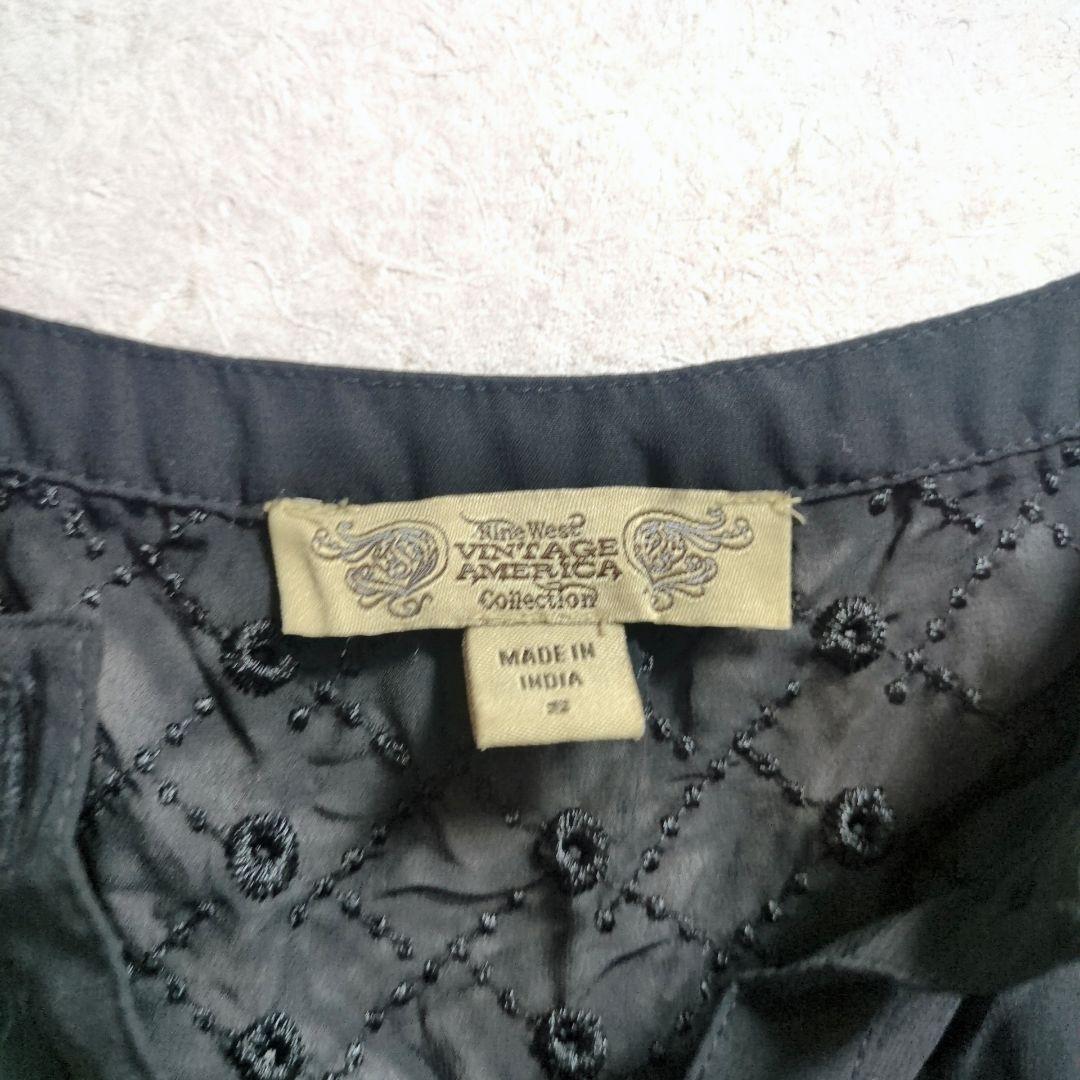 Nine West
VINTAGE
AMERICA
Collection
MADE IN
INDIA